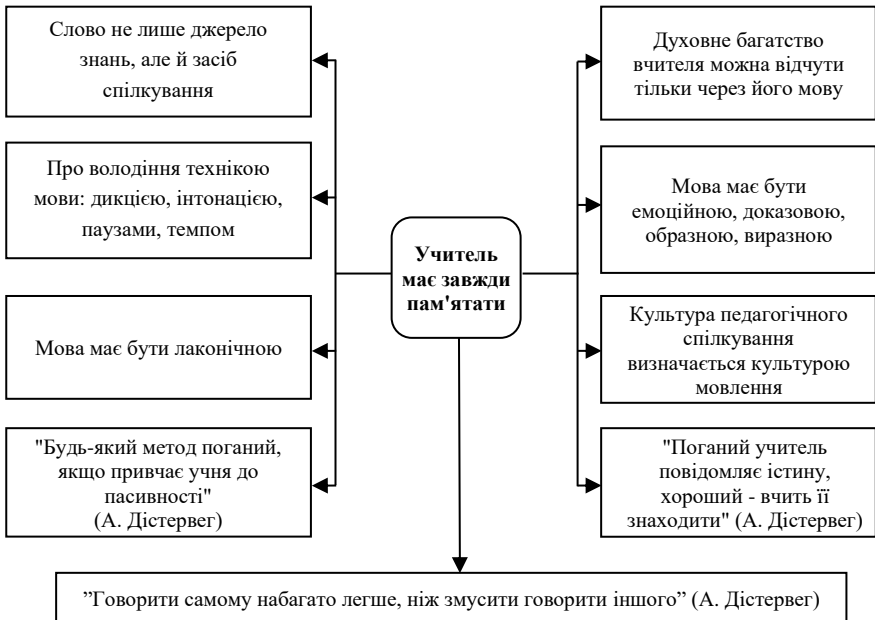 Слово не лише джерело
знань, але й засіб
спілкування
Про володіння технікою
мови: дикцією, інтонацією,
паузами, темпом
Мова має бути лаконічною
"Будь-який метод поганий,
якщо привчає учня до
пасивності"
(А. Дістервег)
Учитель
має завжди
пам'ятати
Духовне багатство
вчителя можна відчути
тільки через його мову
Мова має бути
емоційною, доказовою,
образною, виразною
Культура педагогічного
спілкування
визначається культурою
мовлення
"Поганий учитель
повідомляє істину,
хороший - вчить її
знаходити" (А. Дістервег)
”Говорити самому набагато легше, ніж змусити говорити іншого” (А. Дістервег)